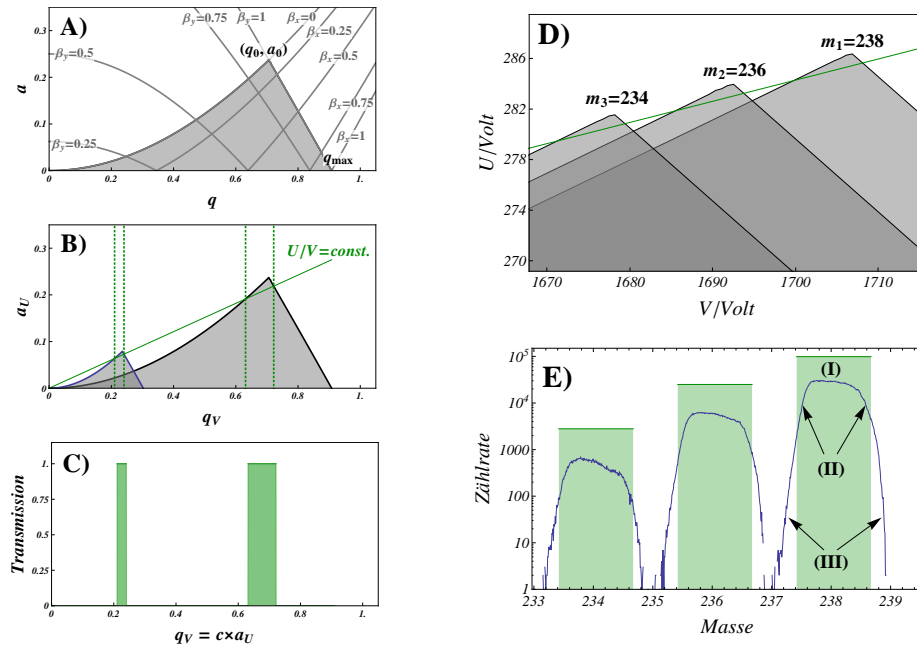 A)
β_y=0.75
β_y=1
β_x=0
β_x=0.25
β_y=0.5
β_x=0.5
(q_0, a_0)
β_y=0.25
β_x=0.75
β_x=1
q_max
0.3
0.2
0.1
0
a
0 0.2 0.4 0.6 0.8 1.
q
B)
U/V=const.
0.3
0.2
0.1
0
a_U
0 0.2 0.4 0.6 0.8 1.
q_V
C)
1.
0.75
0.5
0.25
0
Transmission
0 0.2 0.4 0.6 0.8 1.
q_V = c×a_U
D)
m_1=238
m_2=236
m_3=234
286
282
278
274
270
U/Volt
1670 1680 1690 1700 1710
V/Volt
E)
(I)
(II)
(III)
10^5
10^4
1000
100
10
1
Zählrate
233 234 235 236 237 238 239
Masse